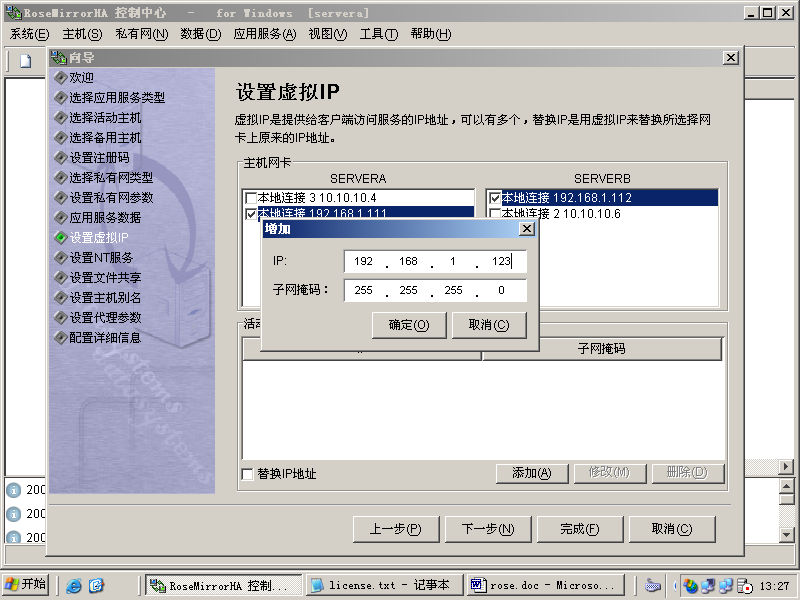 RoseMirrorHA 控制中心 - for Windows [servera]
系统(E) 主机(S) 私有网(N) 数据(D) 应用服务(A) 视图(V) 工具(T) 帮助(H)
向导
欢迎
选择应用服务类型
选择活动主机
选择备用主机
设置注册码
选择私有网类型
设置私有网参数
应用服务数据
设置虚拟IP
设置NT服务
设置文件共享
设置主机别名
设置代理参数
配置详细信息
设置虚拟IP
虚拟IP是提供给客户端访问服务的IP地址，可以有多个，替换IP是用虚拟IP来替换所选择网
卡上原来的IP地址。
主机网卡
SERVERA SERVERB
本地连接 3 10.10.10.4
本地连接 192.168.1.111
本地连接 192.168.1.112
本地连接 2 10.10.10.6
增加
IP: 192 . 168 . 1 . 123
子网掩码： 255 . 255 . 255 . 0
确定(O) 取消(C)
子网掩码
替换IP地址 添加(A) 修改(M) 删除(D)
上一步(P) 下一步(N) 完成(F) 取消(C)
200
200
200
开始 RoseMirrorHA 控制... license.txt - 记事本 rose.doc - Microso... 13:27